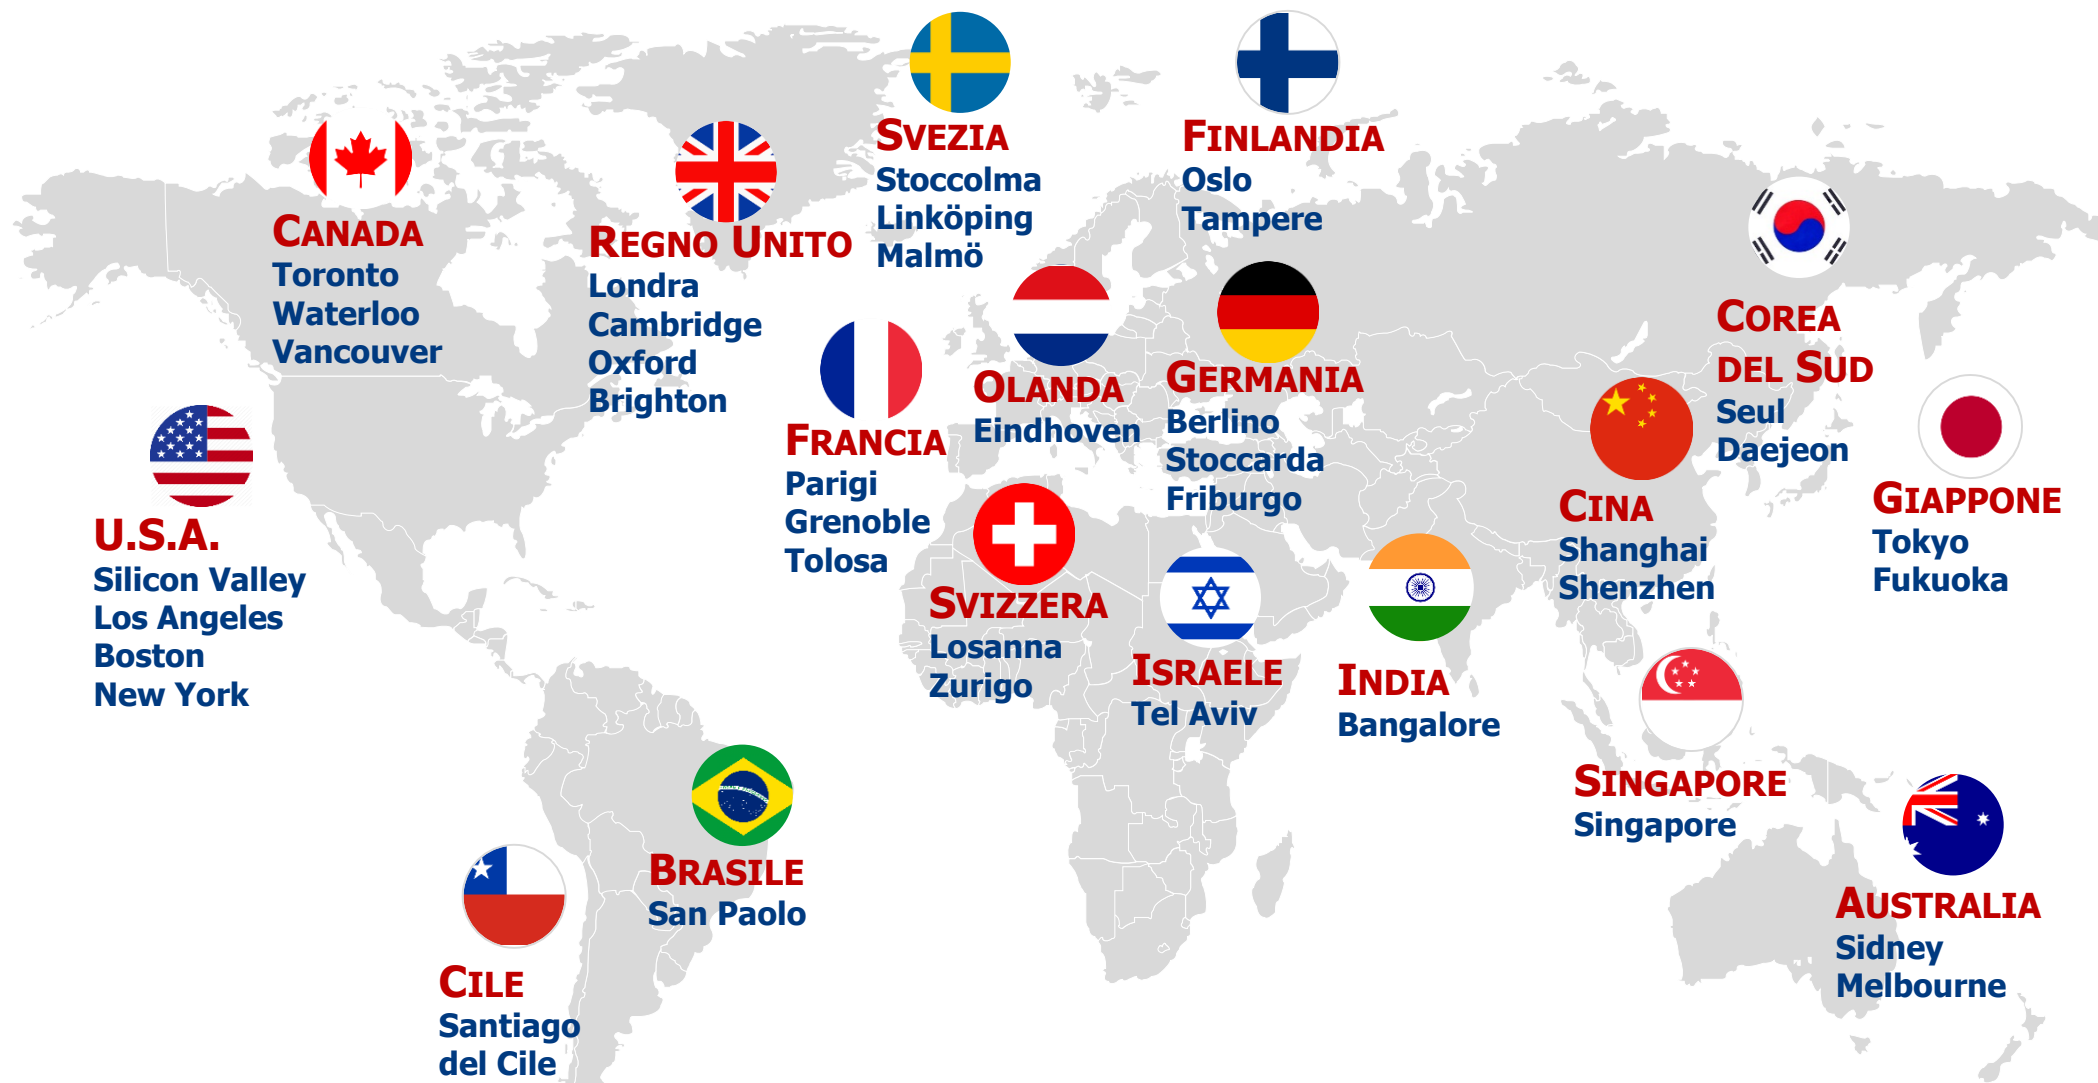 SVEZIA
Stoccolma
Linköping
Malmö
FINLANDIA
Oslo
Tampere
CANADA
Toronto
Waterloo
Vancouver
REGNO UNITO
Londra
Cambridge
Oxford
Brighton
COREA
DEL SUD
Seul
Daejeon
OLANDA
Eindhoven
GERMANIA
Berlino
Stoccarda
Friburgo
FRANCIA
Parigi
Grenoble
Tolosa
U.S.A.
Silicon Valley
Los Angeles
Boston
New York
CINA
Shanghai
Shenzhen
GIAPPONE
Tokyo
Fukuoka
SVIZZERA
Losanna
Zurigo
ISRAELE
Tel Aviv
INDIA
Bangalore
SINGAPORE
Singapore
BRASILE
San Paolo
AUSTRALIA
Sidney
Melbourne
CILE
Santiago
del Cile